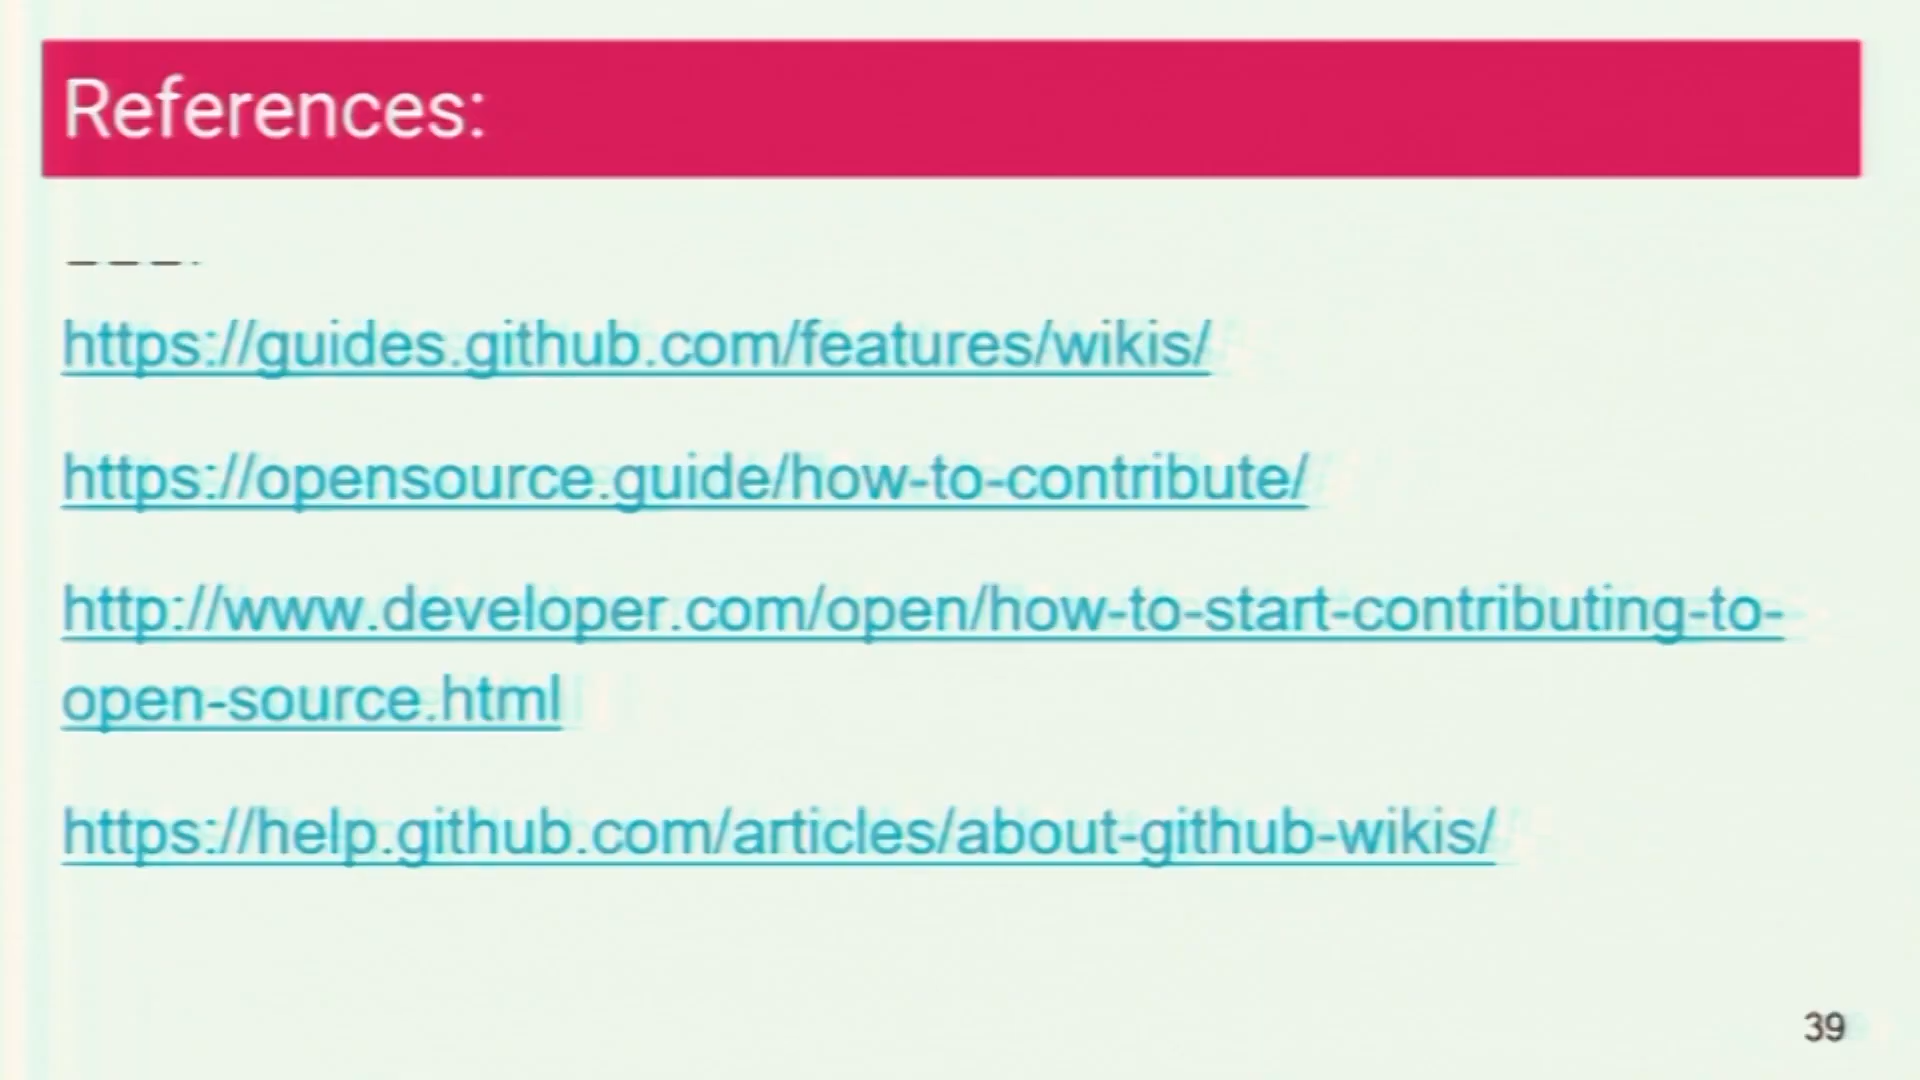 References:
https://guides.github.com/features/wikis/
https://opensource.guide/how-to-contribute/
http://www.developer.com/open/how-to-start-contributing-to-
open-source.html
https://help.github.com/articles/about-github-wikis/
39